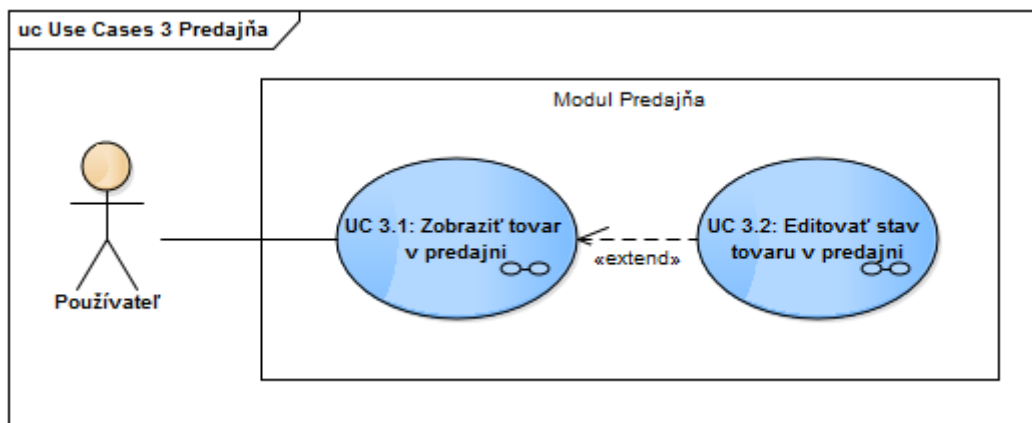 uc Use Cases 3 Predajňa
Modul Predajňa
UC 3.1: Zobraziť tovar
v predajni
«extend»
UC 3.2: Editovať stav
tovaru v predajni
Používateľ